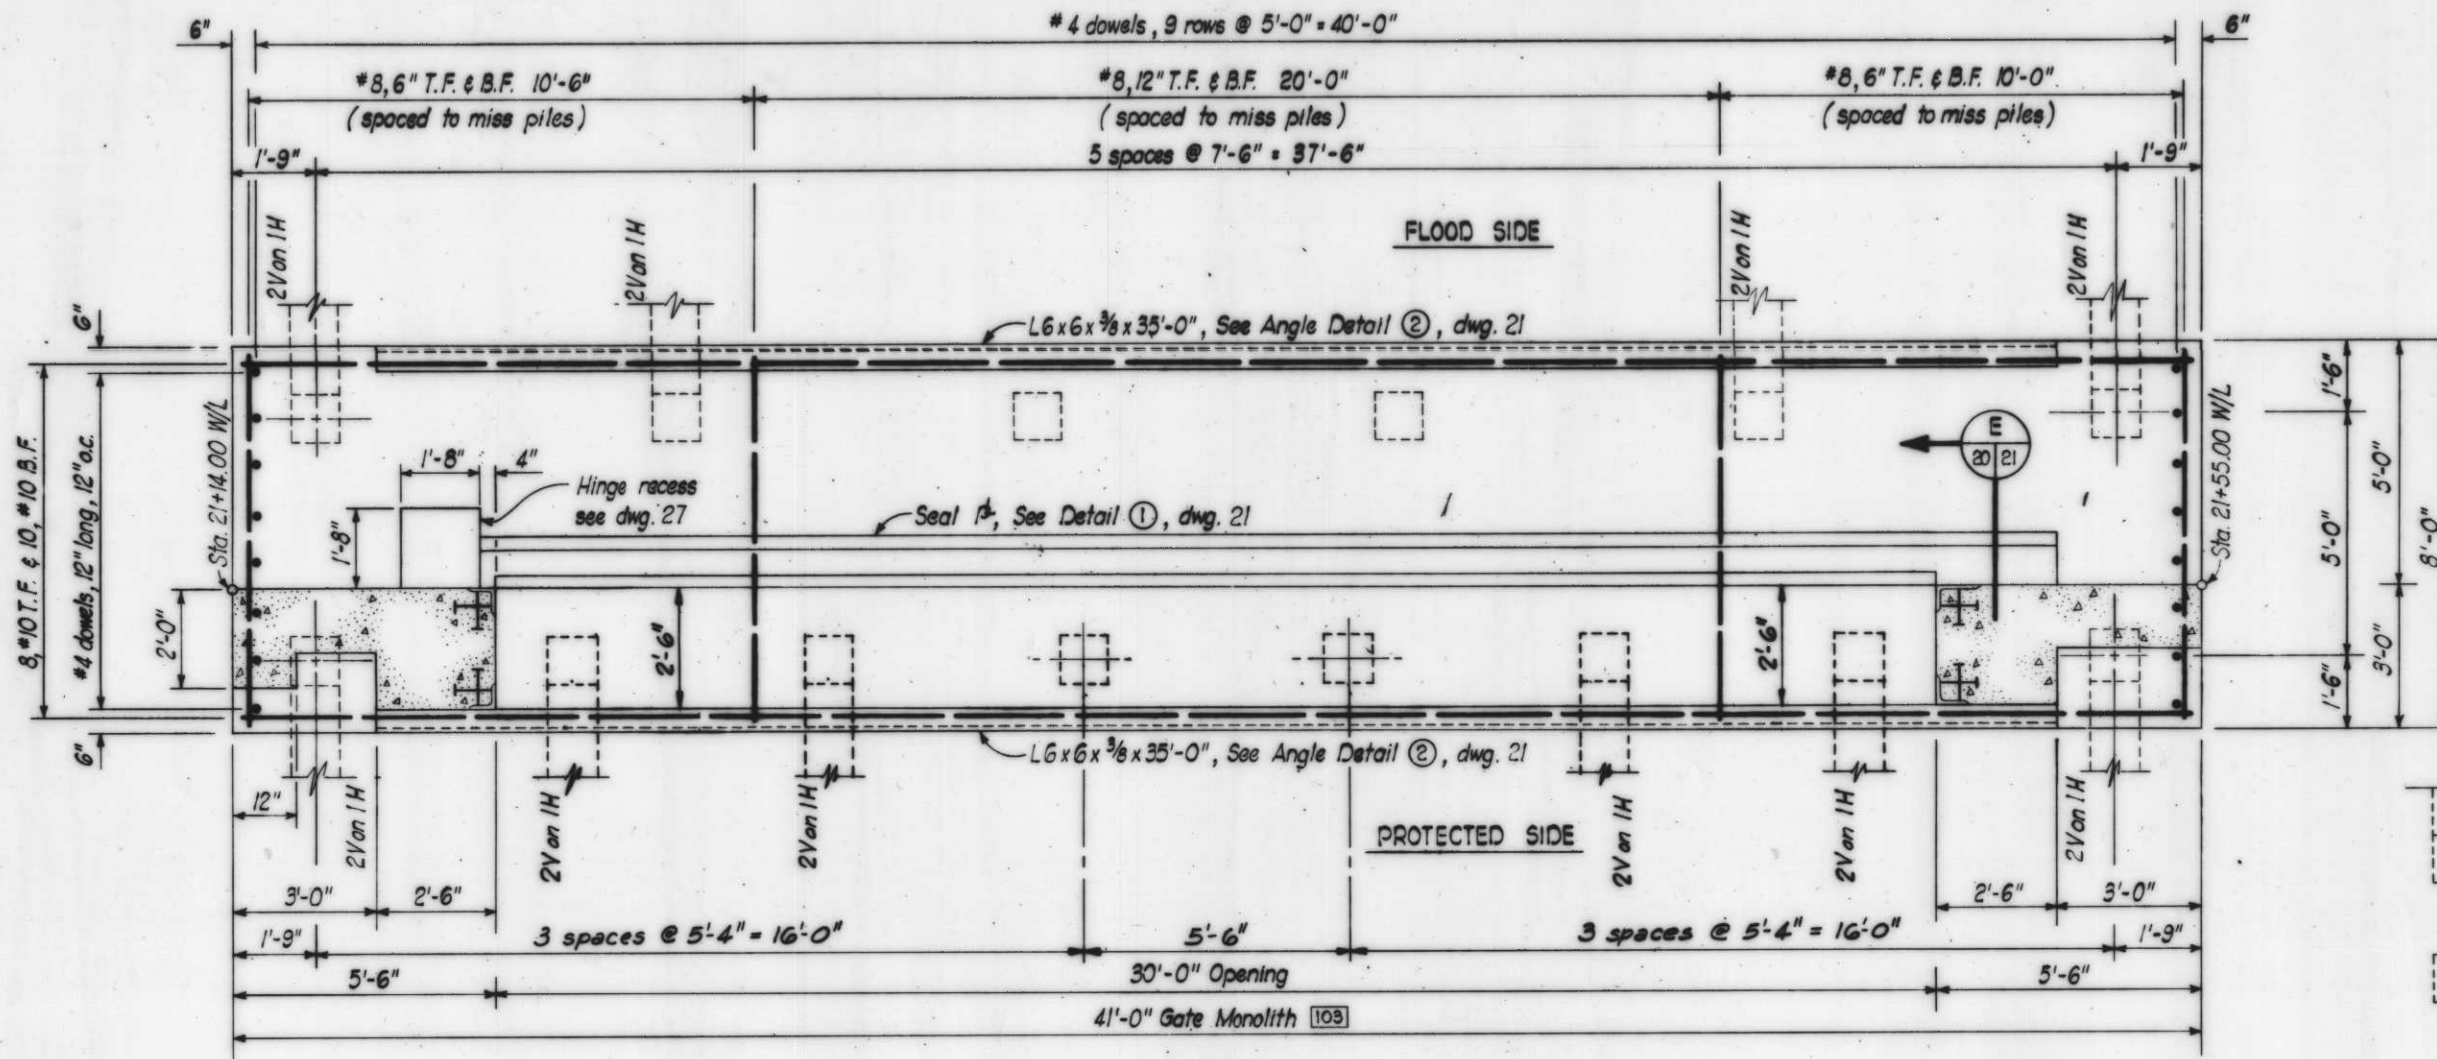 6"
# 4 dowels, 9 rows @ 5'-0" = 40'-0"
6"
#8, 6" T.F. & B.F. 10'-6"
(spaced to miss piles)
#8, 12" T.F. & B.F. 20'-0"
(spaced to miss piles)
#8, 6" T.F. & B.F. 10'-0"
(spaced to miss piles)
1'-9"
5 spaces @ 7'-6" = 37'-6"
1'-9"
FLOOD SIDE
2V on 1H
2V on 1H
2V on 1H
2V on 1H
6"
L6 x 6 x 3/8 x 35'-0", See Angle Detail ②, dwg. 21
8, #10 T.F. & 10, #10 B.F.
#4 dowels, 12" long, 12" o.c.
Sta. 21+14.00 W/L
1'-8"
4"
Hinge recess
see dwg. 27
1'-8"
Seal ℄, See Detail ①, dwg. 21
E
20 21
Sta. 21+55.00 W/L
1'-6"
5'-0"
5'-0"
8'-0"
3'-0"
1'-6"
2'-0"
2'-6"
2'-6"
6"
L6 x 6 x 3/8 x 35'-0", See Angle Detail ②, dwg. 21
12"
2V on 1H
2V on 1H
2V on 1H
PROTECTED SIDE
2V on 1H
2V on 1H
2V on 1H
3'-0"
2'-6"
2'-6"
3'-0"
1'-9"
3 spaces @ 5'-4" = 16'-0"
5'-6"
3 spaces @ 5'-4" = 16'-0"
1'-9"
5'-6"
30'-0" Opening
5'-6"
41'-0" Gate Monolith 103